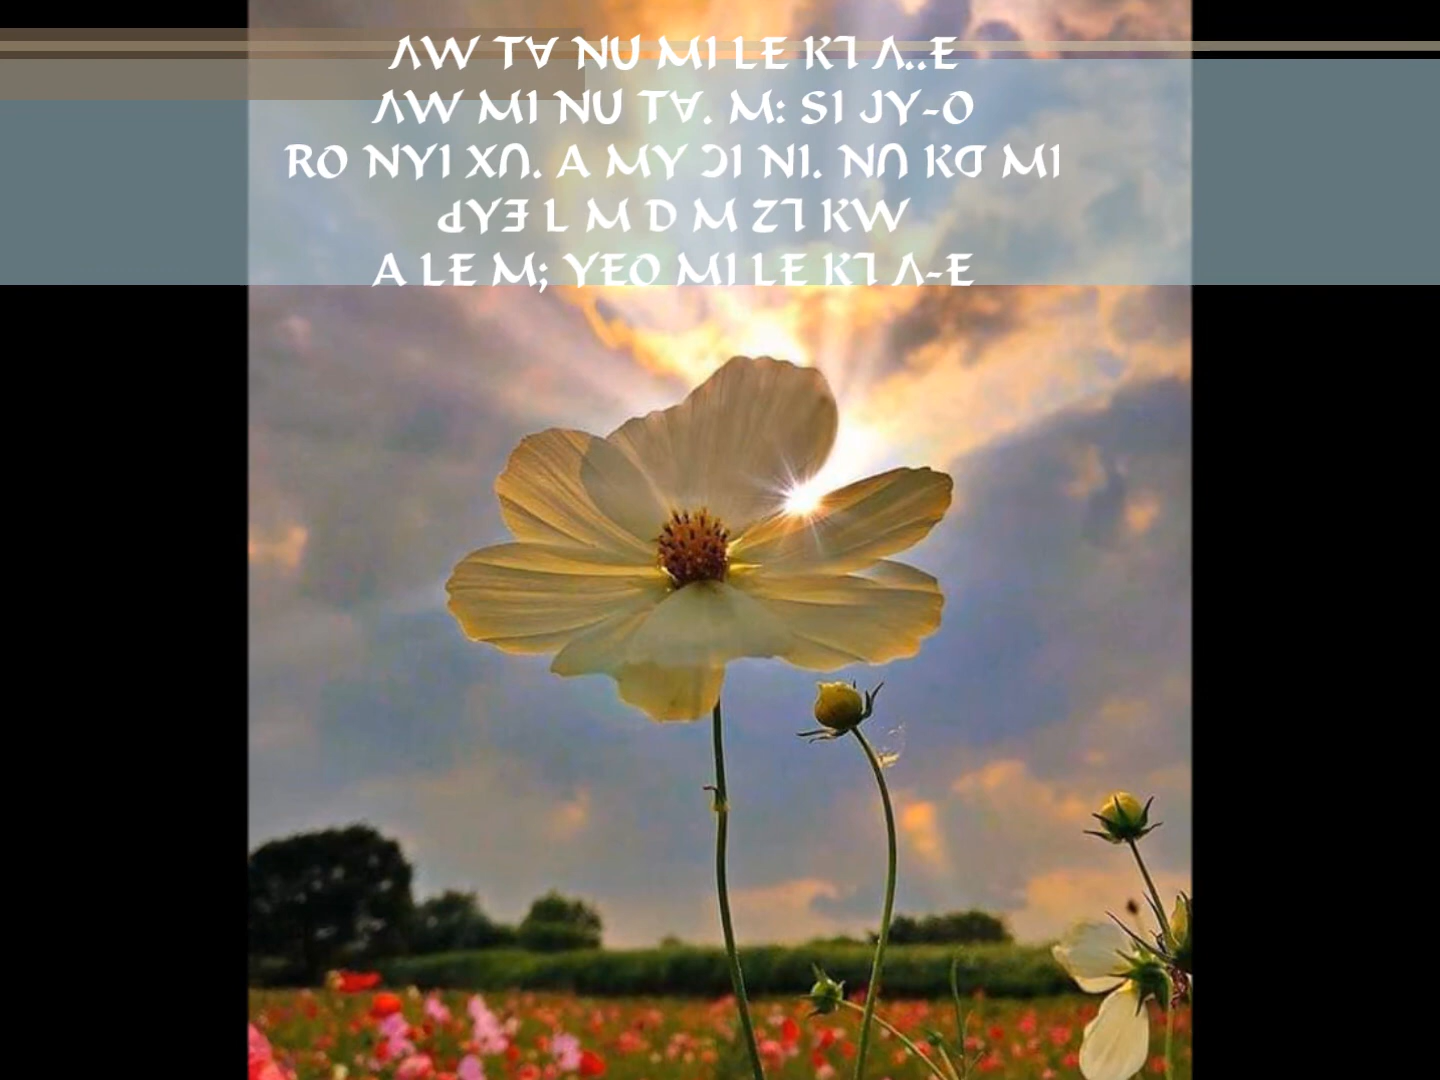 ꓥꓪ ꓔꓯ ꓠꓴ ꓟꓲ ꓡꓰ ꓗꓶ ꓥꓺꓰ
ꓥꓪ ꓟꓲ ꓠꓴ ꓔꓯꓸ ꓟꓽ ꓢꓲ ꓙꓬ-ꓳ
ꓣꓳ ꓠꓬꓲ ꓫꓵꓸ ꓮ ꓟꓬ ꓛꓲ ꓠꓲꓸ ꓠꓵ ꓗꓷ ꓟꓲ
ꓒꓬꓱ ꓡ ꓟ ꓓ ꓟ ꓜꓶ ꓗꓪ
ꓮ ꓡꓰ ꓟꓼ ꓬꓰꓳ ꓟꓲ ꓡꓰ ꓗꓶ ꓥ-ꓰ